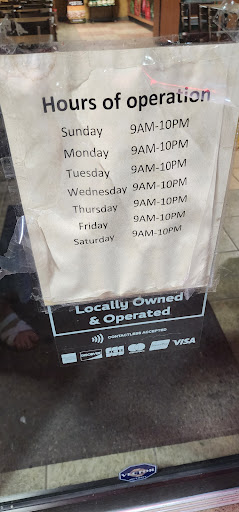 Hours of operation
Sunday 9AM-10PM
Monday 9AM-10PM
Tuesday 9AM-10PM
Wednesday 9AM-10PM
Thursday 9AM-10PM
Friday 9AM-10PM
Saturday 9AM-10PM
Locally Owned
& Operated
CONTACTLESS ACCEPTED
DISCOVER VISA